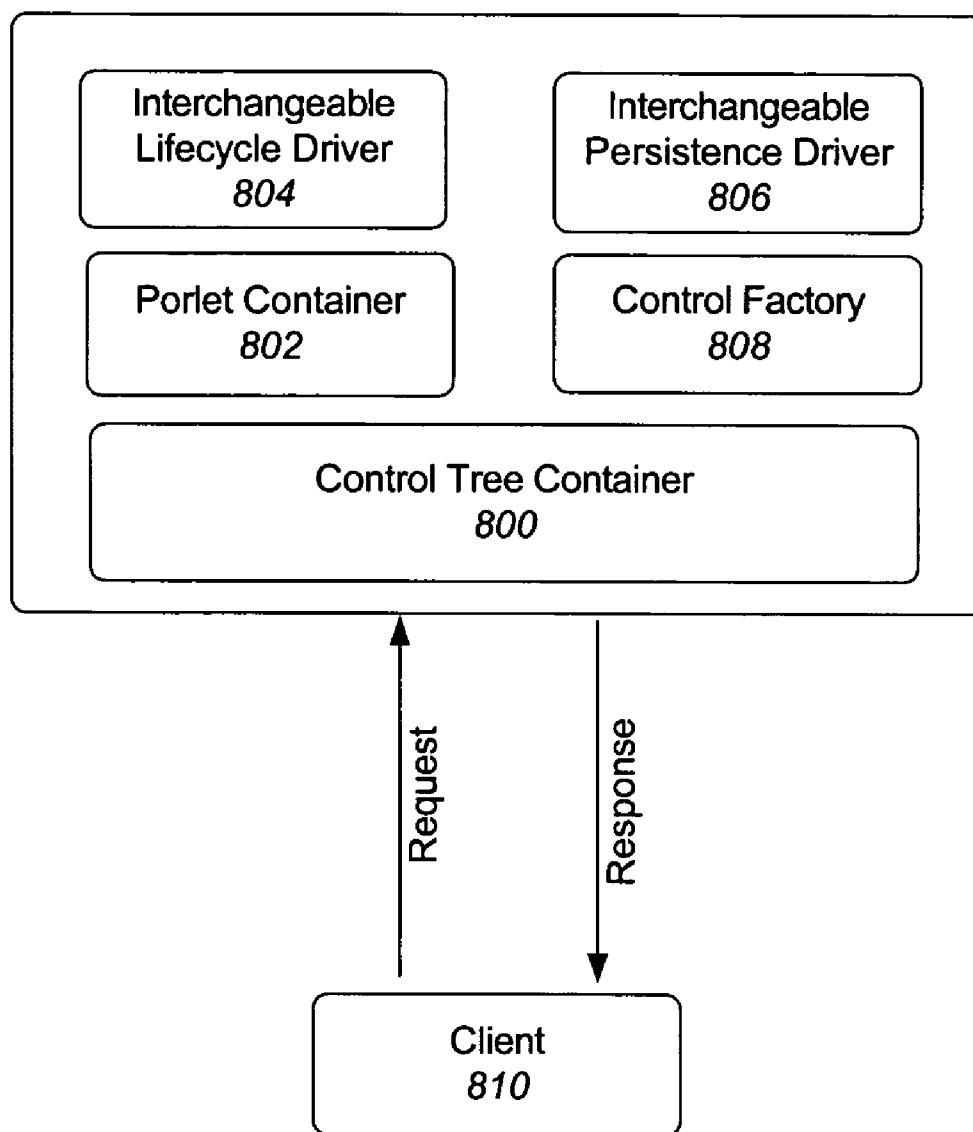 Interchangeable
Lifecycle Driver
804
Interchangeable
Persistence Driver
806
Porlet Container
802
Control Factory
808
Control Tree Container
800
Request
Response
Client
810